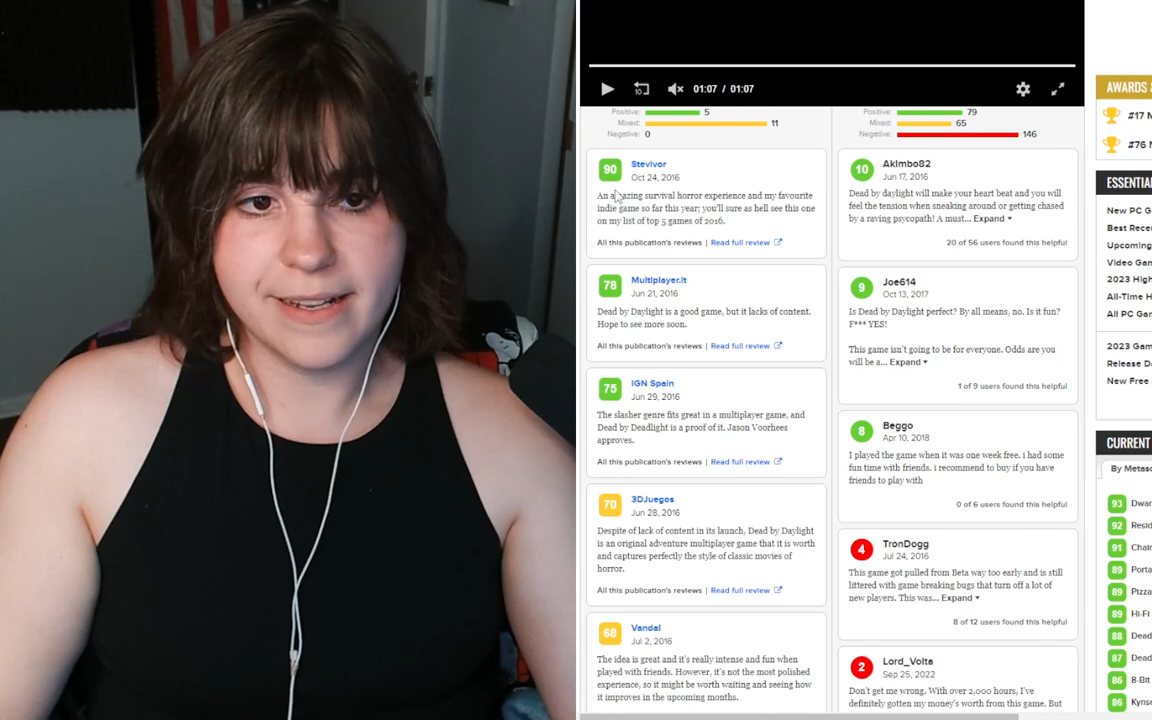 10
01:07 / 01:07
Positive:
5
Mixed:
11
Negative:
0
Positive:
79
Mixed:
65
Negative:
146
90
Stevivor
Oct 24, 2016
An amazing survival horror experience and my favourite
indie game so far this year; you'll sure as hell see this one
on my list of top 5 games of 2016.
All this publication's reviews | Read full review
78
Multiplayer.it
Jun 21, 2016
Dead by Daylight is a good game, but it lacks of content.
Hope to see more soon.
All this publication's reviews | Read full review
75
IGN Spain
Jun 29, 2016
The slasher genre fits great in a multiplayer game, and
Dead by Deadlight is a proof of it. Jason Voorhees
approves.
All this publication's reviews | Read full review
70
3DJuegos
Jun 28, 2016
Despite of lack of content in its launch, Dead by Daylight
is an original adventure multiplayer game that it is worth
and captures perfectly the style of classic movies of
horror.
All this publication's reviews | Read full review
68
Vandal
Jul 2, 2016
The idea is great and it's really intense and fun when
played with friends. However, it's not the most polished
experience, so it might be worth waiting and seeing how
it improves in the upcoming months.
10
Akimbo82
Jun 17, 2016
Dead by daylight will make your heart beat and you will
feel the tension when sneaking around or getting chased
by a raving psycopath! A must... Expand
20 of 56 users found this helpful
9
Joe614
Oct 13, 2017
Is Dead by Daylight perfect? By all means, no. Is it fun?
F*** YES!
This game isn't going to be for everyone. Odds are you
will be a... Expand
1 of 9 users found this helpful
8
Beggo
Apr 10, 2018
I played the game when it was one week free. i had some
fun time with friends. i recommend to buy if you have
friends to play with
0 of 6 users found this helpful
4
TronDogg
Jul 24, 2016
This game got pulled from Beta way too early and is still
littered with game breaking bugs that turn off a lot of
new players. This was... Expand
8 of 12 users found this helpful
2
Lord_Volta
Sep 25, 2022
Don't get me wrong. With over 2,000 hours, I've
definitely gotten my money's worth from this game. But
AWARDS &
#17
#76
ESSENTIA
New PC G
Best Rece
Upcoming
Video Gan
2023 High
All-Time H
All PC Gan
2023 Gam
Release D
New Free
CURRENT
By Metasc
93 Dwar
92 Resid
91 Chair
89 Porta
89 Pizza
89 Hi-Fi
88 Dead
87 Dead
86 8-Bit
86 Kynse